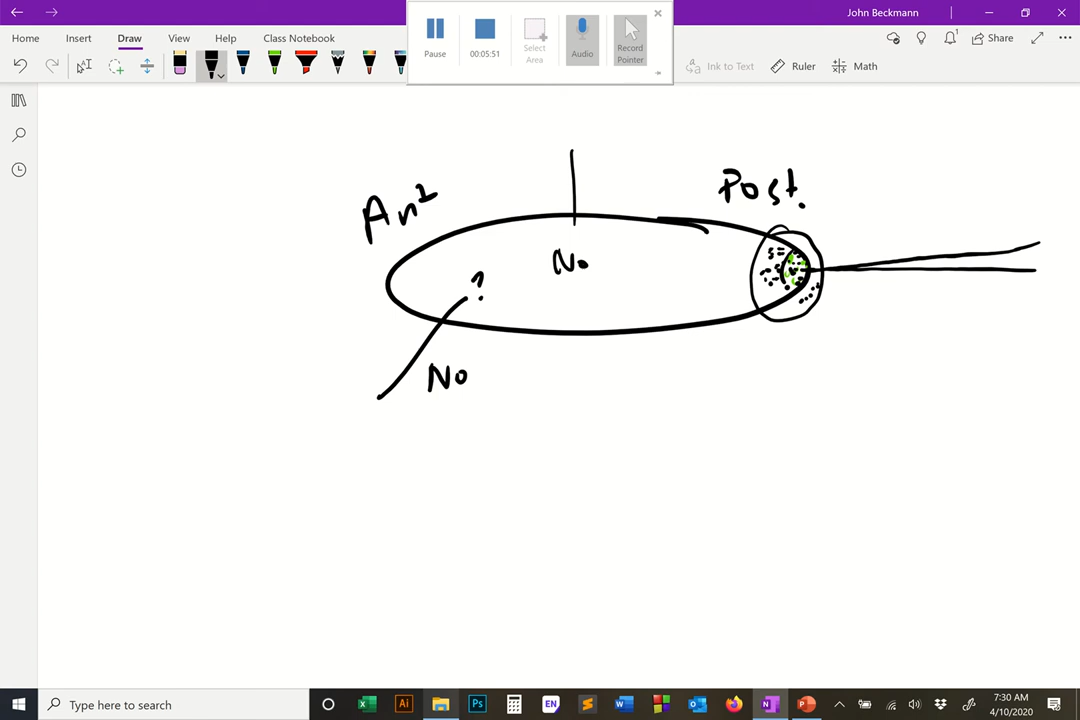 John Beckmann
Home Insert Draw View Help Class Notebook
Share
Pause 00:05:51 Select Area Audio Record Pointer
Ink to Text Ruler Math
Post.
No
?
No
Type here to search
7:30 AM
4/10/2020